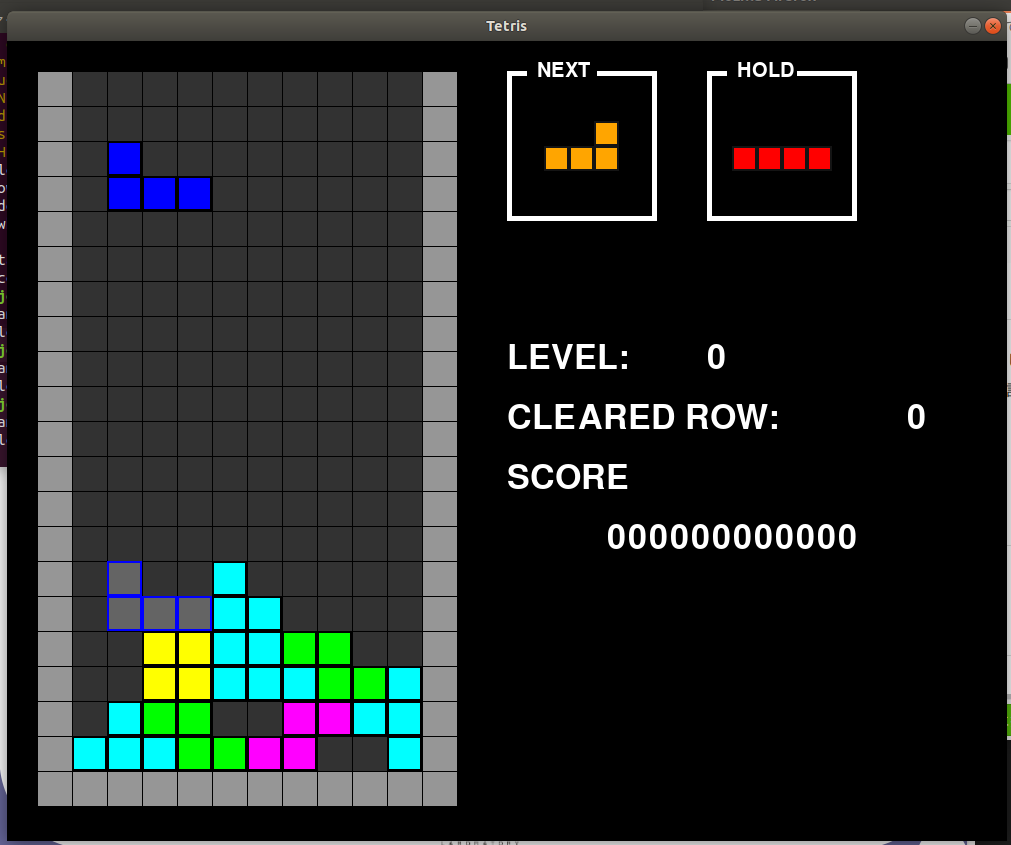 Tetris
NEXT
HOLD
LEVEL: 0
CLEARED ROW: 0
SCORE
000000000000